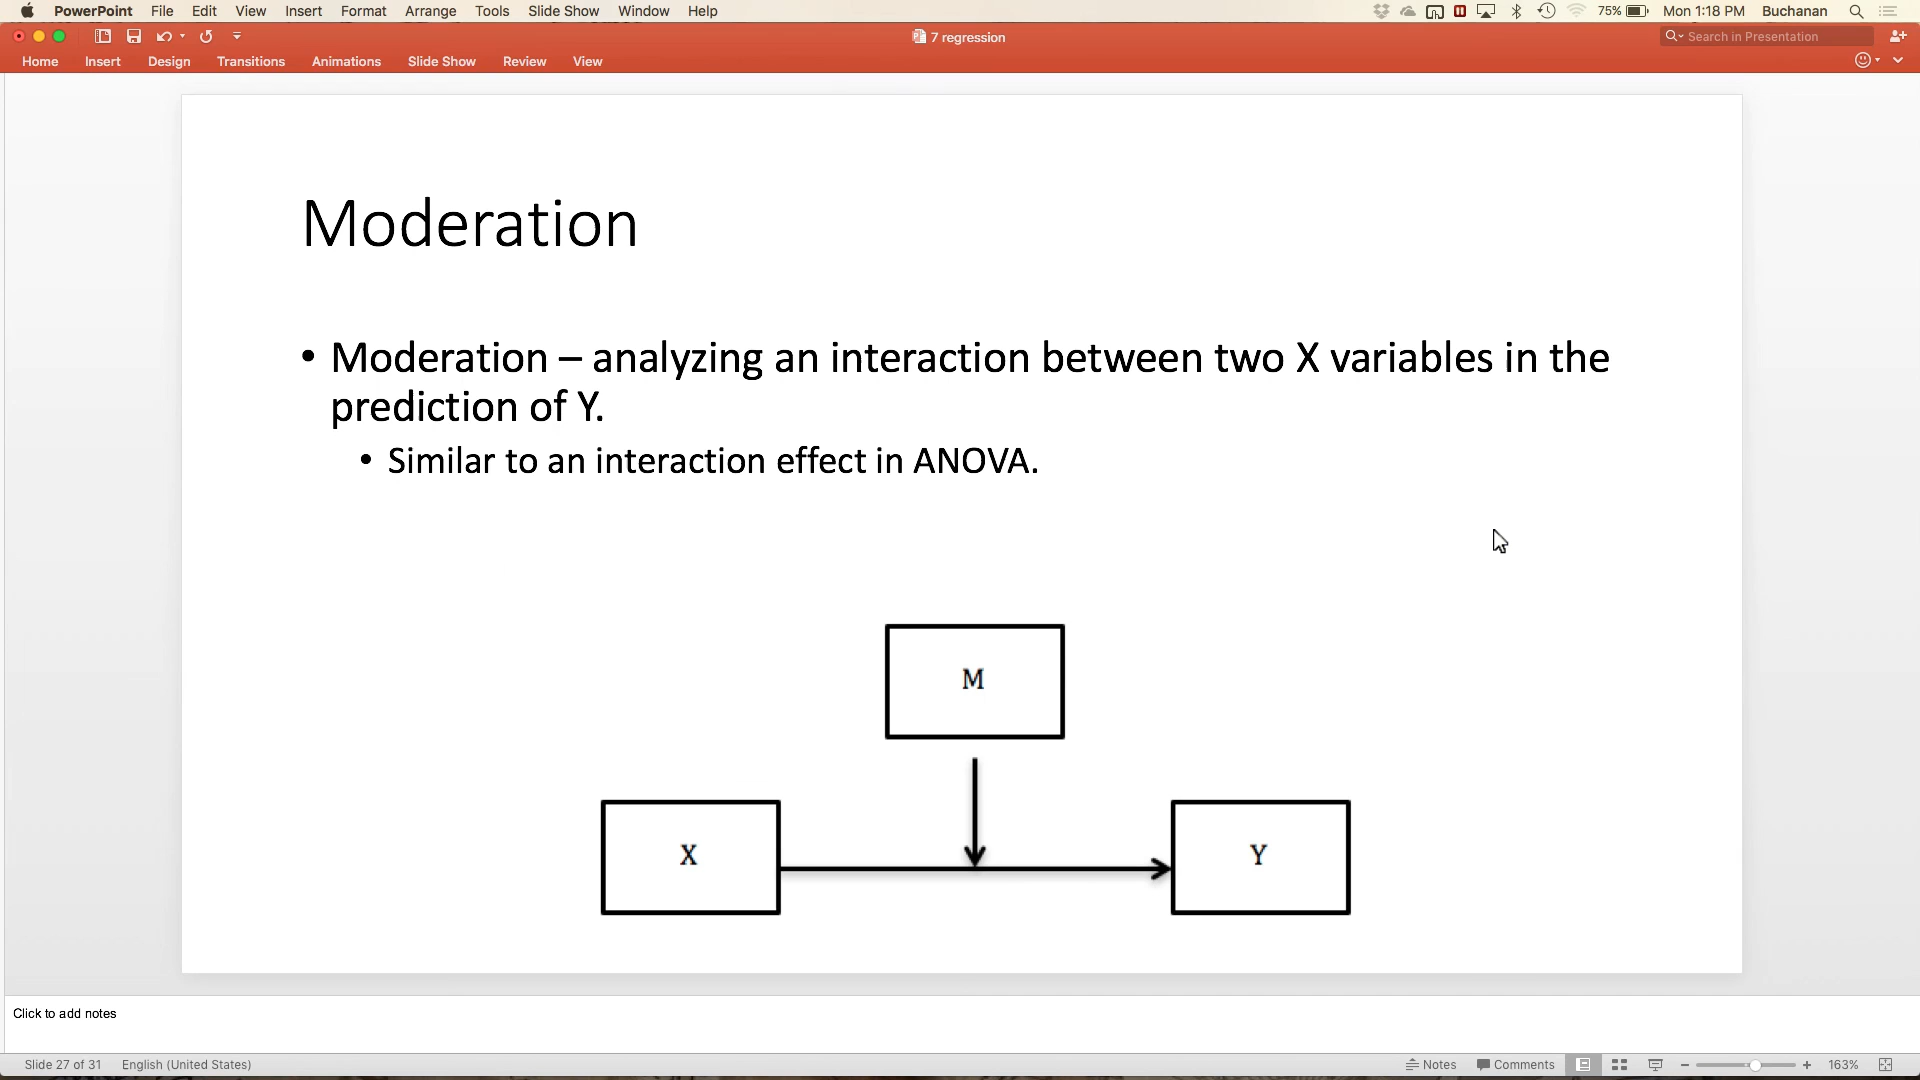 PowerPoint File Edit View Insert Format Arrange Tools Slide Show Window Help 75% Mon 1:18 PM Buchanan
7 regression Search in Presentation
Home Insert Design Transitions Animations Slide Show Review View
Moderation
• Moderation – analyzing an interaction between two X variables in the
prediction of Y.
• Similar to an interaction effect in ANOVA.
M
X Y
Click to add notes
Slide 27 of 31 English (United States) Notes Comments 163%